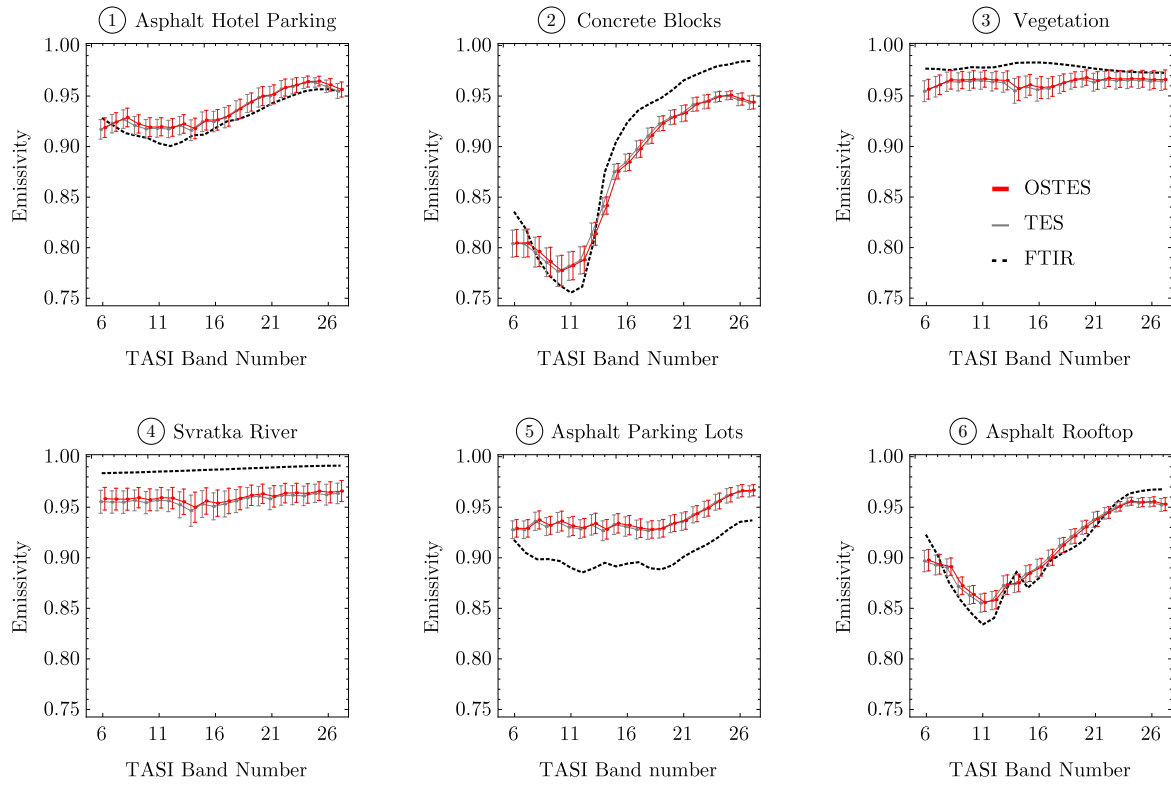 ① Asphalt Hotel Parking
1.00
0.95
0.90
0.85
0.80
0.75
Emissivity
6 11 16 21 26
TASI Band Number
② Concrete Blocks
1.00
0.95
0.90
0.85
0.80
0.75
Emissivity
6 11 16 21 26
TASI Band Number
③ Vegetation
1.00
0.95
0.90
0.85
0.80
0.75
Emissivity
OSTES
TES
FTIR
6 11 16 21 26
TASI Band Number
④ Svratka River
1.00
0.95
0.90
0.85
0.80
0.75
Emissivity
6 11 16 21 26
TASI Band Number
⑤ Asphalt Parking Lots
1.00
0.95
0.90
0.85
0.80
0.75
Emissivity
6 11 16 21 26
TASI Band number
⑥ Asphalt Rooftop
1.00
0.95
0.90
0.85
0.80
0.75
Emissivity
6 11 16 21 26
TASI Band Number